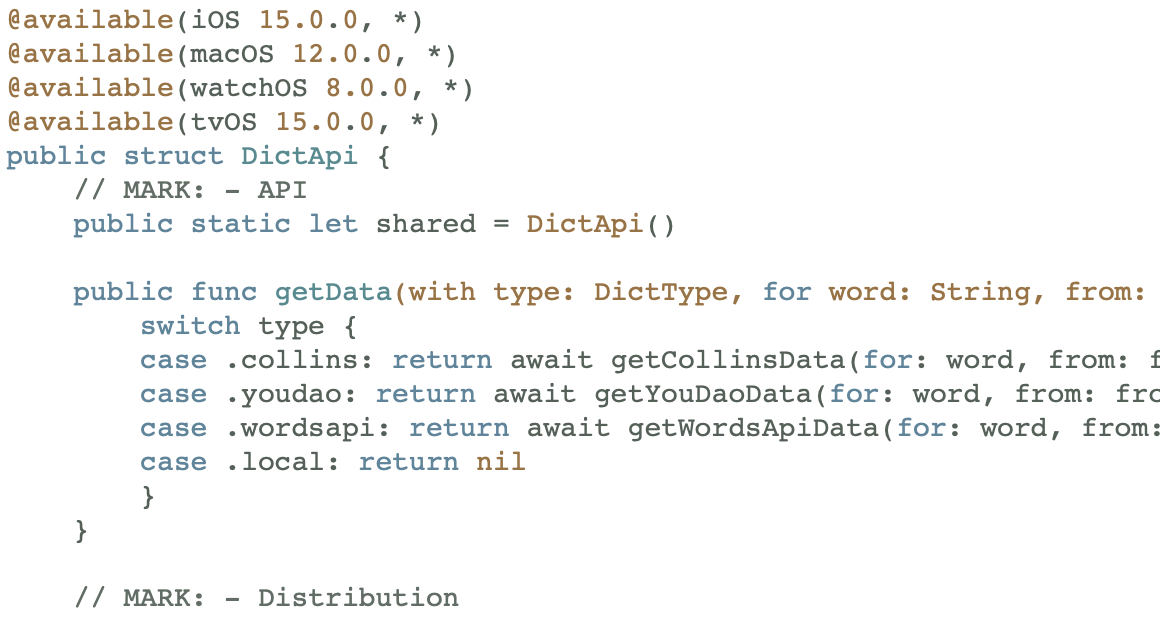 @available(iOS 15.0.0, *)
@available(macOS 12.0.0, *)
@available(watchOS 8.0.0, *)
@available(tvOS 15.0.0, *)
public struct DictApi {
    // MARK: - API
    public static let shared = DictApi()

    public func getData(with type: DictType, for word: String, from:
        switch type {
        case .collins: return await getCollinsData(for: word, from:
        case .youdao: return await getYouDaoData(for: word, from:
        case .wordsapi: return await getWordsApiData(for: word, from:
        case .local: return nil
        }
    }

    // MARK: - Distribution